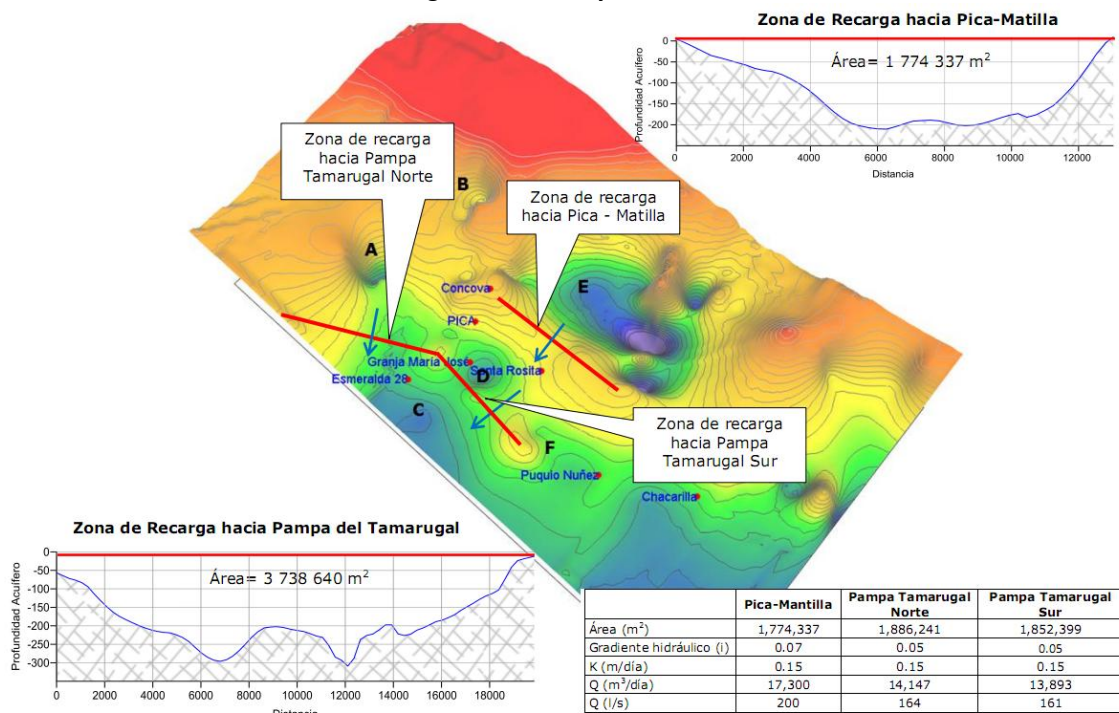 Zona de Recarga hacia Pica-Matilla
Profundidad Acuífero
0
-50
-100
-150
-200
Área= 1 774 337 m²
0 2000 4000 6000 8000 10000 12000
Distancia
Zona de recarga
hacia Pampa
Tamarugal Norte
B
Zona de recarga
hacia Pica - Matilla
A
Concova
E
PICA
Granja María José
Santa Rosita
Esmeralda 28
D
C
Zona de recarga
hacia Pampa
Tamarugal Sur
F
Puquio Nuñez
Chacarilla
Zona de Recarga hacia Pampa del Tamarugal
Profundidad Acuífero
0
-50
-100
-150
-200
-250
-300
Área= 3 738 640 m²
0 2000 4000 6000 8000 10000 12000 14000 16000 18000
Distancia
Pica-Mantilla Pampa Tamarugal Norte Pampa Tamarugal Sur
Área (m²) 1,774,337 1,886,241 1,852,399
Gradiente hidráulico (i) 0.07 0.05 0.05
K (m/día) 0.15 0.15 0.15
Q (m³/día) 17,300 14,147 13,893
Q (l/s) 200 164 161